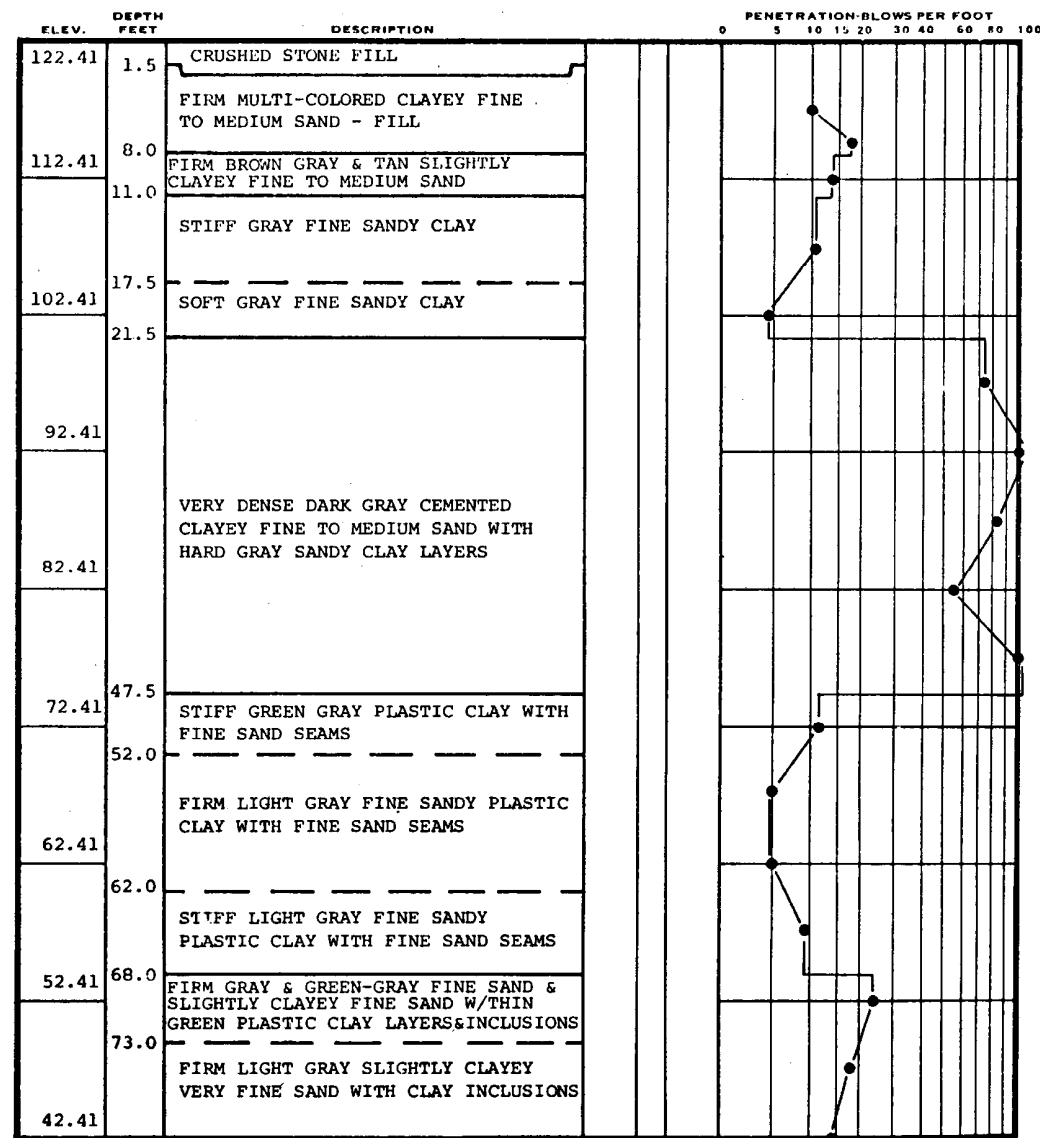 ELEV. DEPTH FEET DESCRIPTION PENETRATION-BLOWS PER FOOT
0 5 10 15 20 30 40 60 80 100
122.41
CRUSHED STONE FILL
1.5
FIRM MULTI-COLORED CLAYEY FINE
TO MEDIUM SAND - FILL
8.0
112.41
FIRM BROWN GRAY & TAN SLIGHTLY
CLAYEY FINE TO MEDIUM SAND
11.0
STIFF GRAY FINE SANDY CLAY
17.5
102.41
SOFT GRAY FINE SANDY CLAY
21.5
92.41
VERY DENSE DARK GRAY CEMENTED
CLAYEY FINE TO MEDIUM SAND WITH
HARD GRAY SANDY CLAY LAYERS
82.41
47.5
72.41
STIFF GREEN GRAY PLASTIC CLAY WITH
FINE SAND SEAMS
52.0
FIRM LIGHT GRAY FINE SANDY PLASTIC
CLAY WITH FINE SAND SEAMS
62.41
62.0
STIFF LIGHT GRAY FINE SANDY
PLASTIC CLAY WITH FINE SAND SEAMS
68.0
52.41
FIRM GRAY & GREEN-GRAY FINE SAND &
SLIGHTLY CLAYEY FINE SAND W/THIN
GREEN PLASTIC CLAY LAYERS&INCLUSIONS
73.0
FIRM LIGHT GRAY SLIGHTLY CLAYEY
VERY FINE SAND WITH CLAY INCLUSIONS
42.41